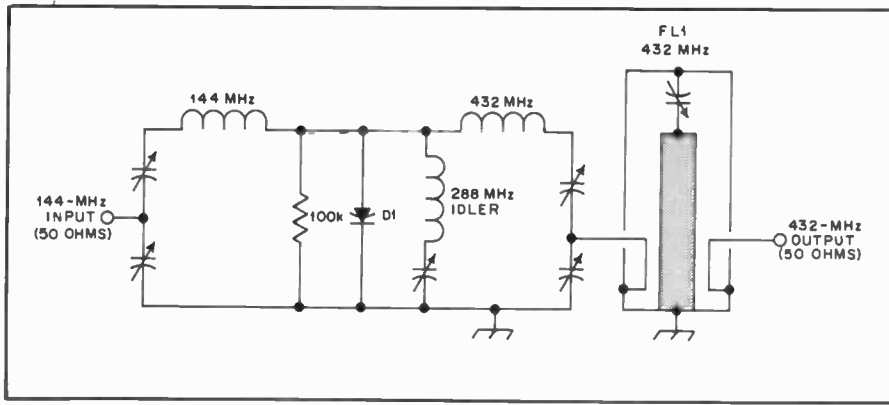 FL1
432 MHz
144 MHz
432 MHz
144-MHz
INPUT
(50 OHMS)
100k
D1
288 MHz
IDLER
432-MHz
OUTPUT
(50 OHMS)